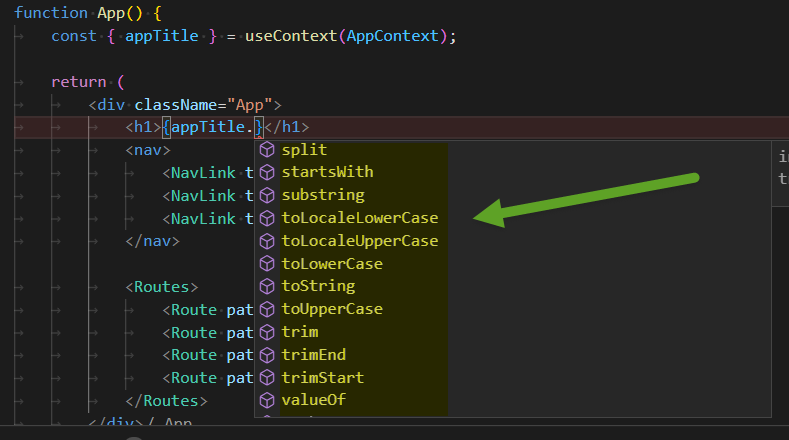 function App() {
const { appTitle } = useContext(AppContext);
return (
<div className="App">
<h1>{appTitle.}</h1>
<nav>
split
<NavLink t
startsWith
in
<NavLink t
substring
t
<NavLink t
toLocaleLowerCase
</nav>
toLocaleUpperCase
toLowerCase
<Routes>
toString
<Route pat
toUpperCase
<Route pat
trim
<Route pat
trimEnd
<Route pat
trimStart
</Routes>
valueOf
</div>
App